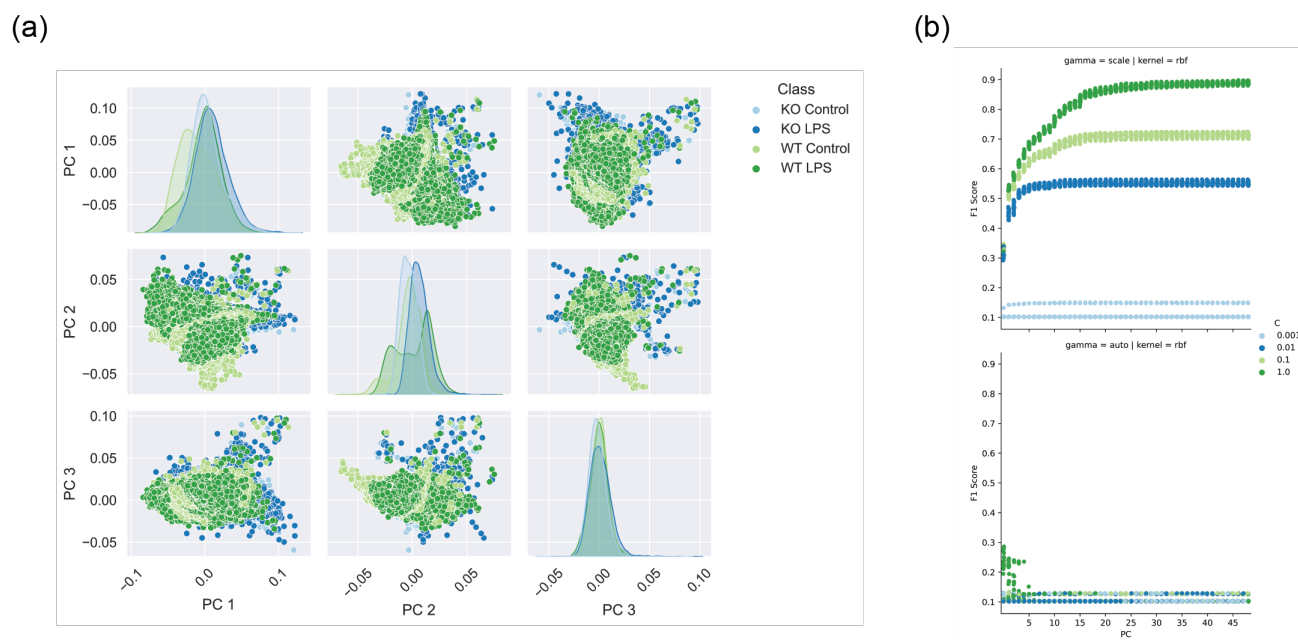 (a)
(b)
Class
KO Control
KO LPS
WT Control
WT LPS
PC 1
0.10
0.05
0.00
−0.05
PC 2
0.05
0.00
−0.05
PC 3
0.10
0.05
0.00
−0.05
−0.1
0.0
0.1
PC 1
−0.05
0.00
0.05
PC 2
−0.05
0.00
0.05
0.10
PC 3
gamma = scale | kernel = rbf
F1 Score
0.9
0.8
0.7
0.6
0.5
0.4
0.3
0.2
0.1
gamma = auto | kernel = rbf
F1 Score
0.9
0.8
0.7
0.6
0.5
0.4
0.3
0.2
0.1
5 10 15 20 25 30 35 40 45
PC
C
0.001
0.01
0.1
1.0